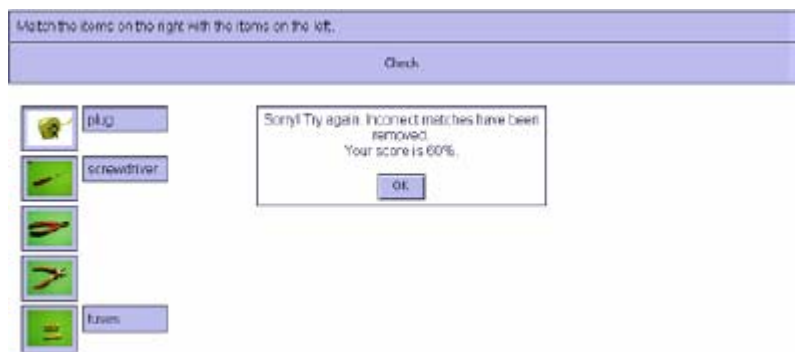 Match the items on the right with the items on the left.
Check
plug
screwdriver
fuses
Sorry! Try again. Incorrect matches have been
removed.
Your score is 60%.
OK